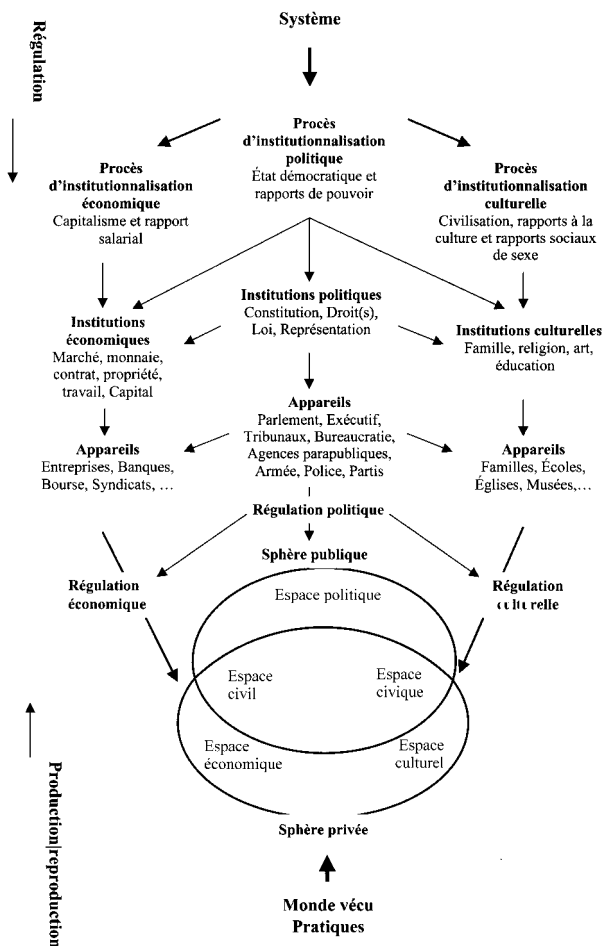 Système
Régulation
Procès
d'institutionnalisation
politique
État démocratique et
rapports de pouvoir
Procès
d'institutionnalisation
économique
Capitalisme et rapport
salarial
Procès
d'institutionnalisation
culturelle
Civilisation, rapports à la
culture et rapports sociaux
de sexe
Institutions politiques
Constitution, Droit(s),
Loi, Représentation
Institutions
économiques
Marché, monnaie,
contrat, propriété,
travail, Capital
Institutions culturelles
Famille, religion, art,
éducation
Appareils
Parlement, Exécutif,
Tribunaux, Bureaucratie,
Agences parapubliques,
Armée, Police, Partis
Appareils
Entreprises, Banques,
Bourse, Syndicats, …
Appareils
Familles, Écoles,
Églises, Musées,…
Régulation politique
Sphère publique
Régulation
économique
Régulation
culturelle
Espace politique
Espace
civil
Espace
civique
Espace
économique
Espace
culturel
Sphère privée
Production|reproduction
Monde vécu
Pratiques